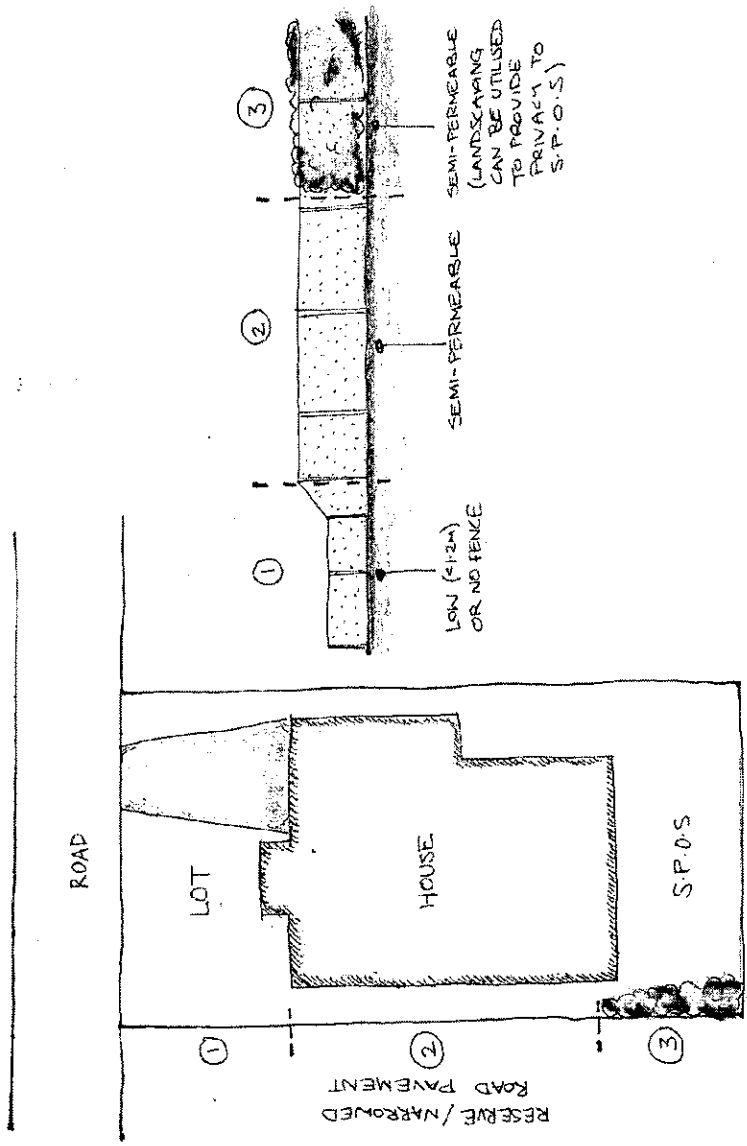 ROAD
LOT
HOUSE
S.P.O.S
①
②
③
RESERVE / NARROWED
ROAD PAVEMENT
①
②
③
LOW (<1.2M)
OR NO FENCE
SEMI-PERMEABLE
SEMI-PERMEABLE
(LANDSCAPING
CAN BE UTILISED
TO PROVIDE
PRIVACY TO
S.P.O.S)